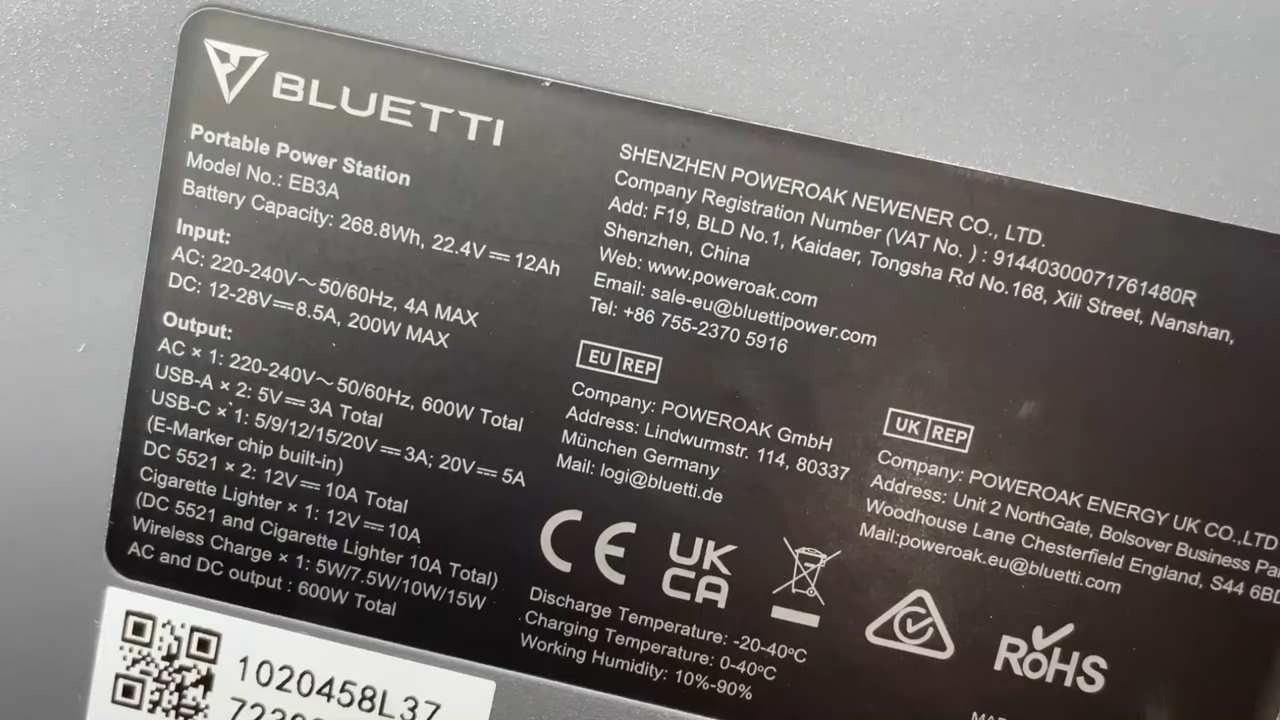 BLUETTI
Portable Power Station
Model No.: EB3A
Battery Capacity: 268.8Wh, 22.4V⎓12Ah
Input:
AC: 220-240V～50/60Hz, 4A MAX
DC: 12-28V⎓8.5A, 200W MAX
Output:
AC × 1: 220-240V～50/60Hz, 600W Total
USB-A × 2: 5V⎓3A Total
USB-C × 1: 5/9/12/15/20V⎓3A; 20V⎓5A
(E-Marker chip built-in)
DC 5521 × 2: 12V⎓10A Total
Cigarette Lighter × 1: 12V⎓10A
(DC 5521 and Cigarette Lighter 10A Total)
Wireless Charge × 1: 5W/7.5W/10W/15W
AC and DC output : 600W Total
SHENZHEN POWEROAK NEWENER CO., LTD.
Company Registration Number (VAT No. ) : 91440300071761480R
Add: F19, BLD No.1, Kaidaer, Tongsha Rd No.168, Xili Street, Nanshan,
Shenzhen, China
Web: www.poweroak.com
Email: sale-eu@bluettipower.com
Tel: +86 755-2370 5916
EU REP
Company: POWEROAK GmbH
Address: Lindwurmstr. 114, 80337
München Germany
Mail: logi@bluetti.de
UK REP
Company: POWEROAK ENERGY UK CO.,LTD
Address: Unit 2 NorthGate, Bolsover Business
Woodhouse Lane Chesterfield England, S44
Mail:poweroak.eu@bluetti.com
CE
UK
CA
RoHS
Discharge Temperature: -20-40℃
Charging Temperature: 0-40℃
Working Humidity: 10%-90%
1020458L37